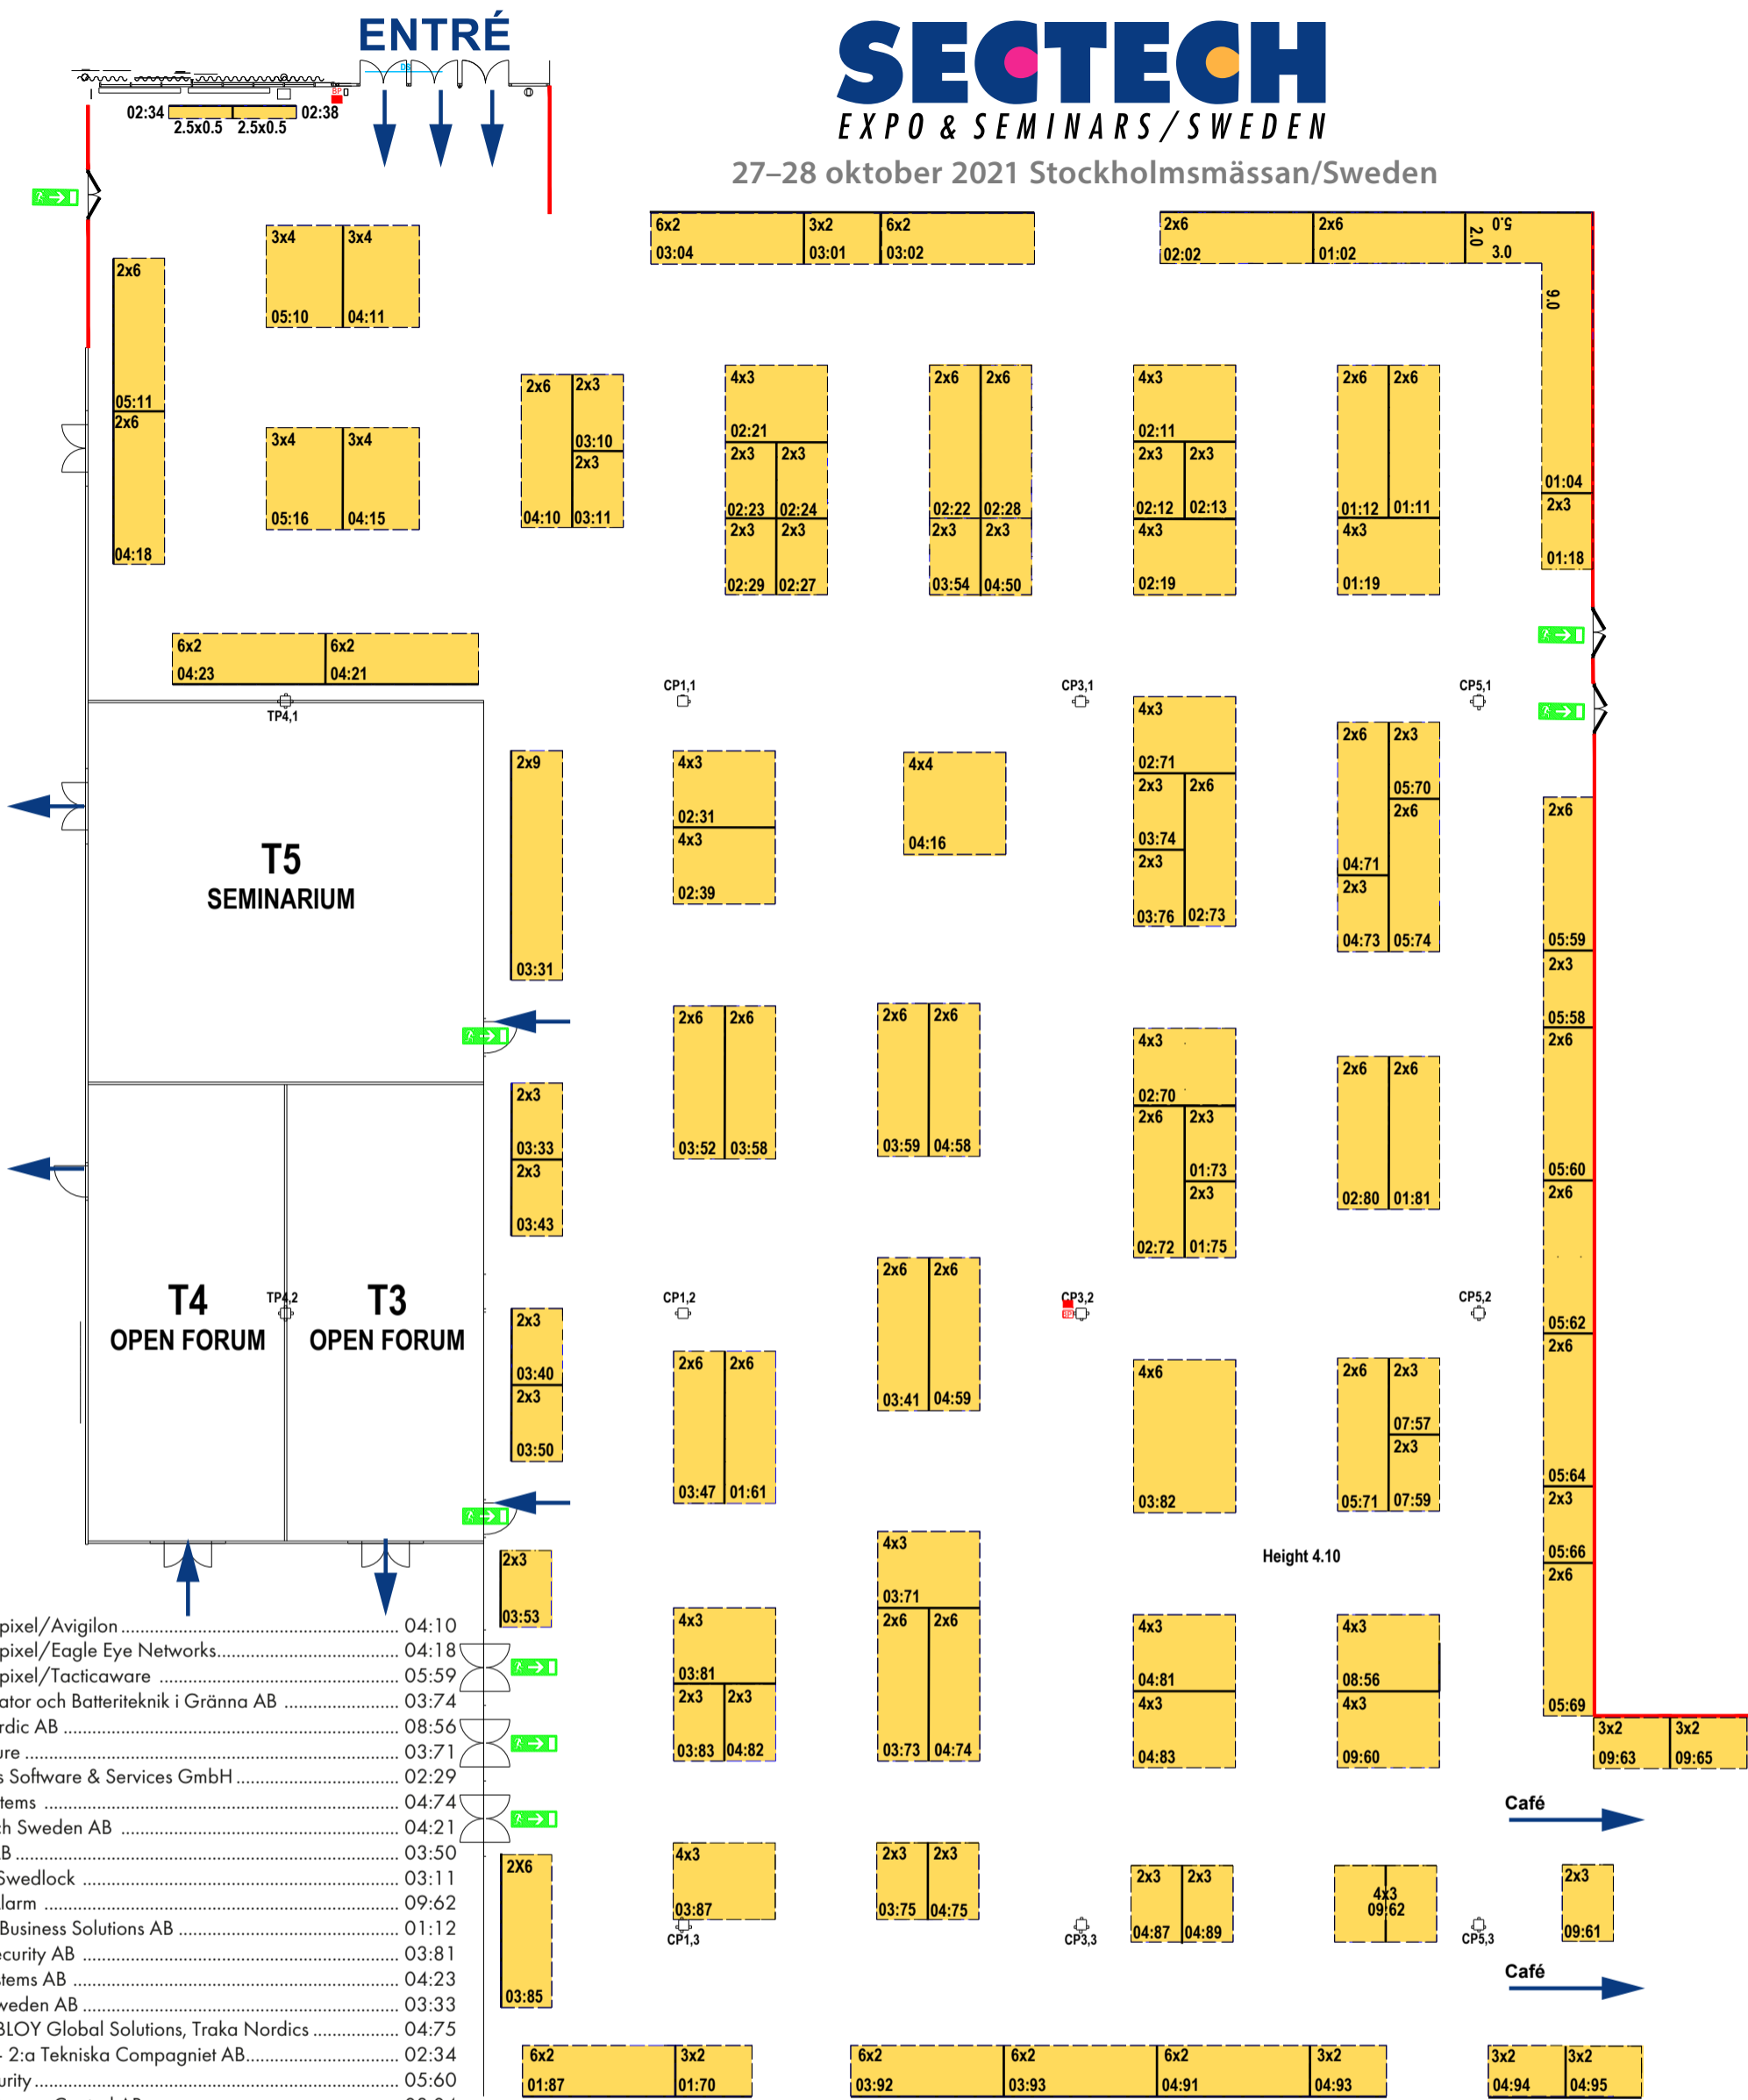 ENTRÉ
SECTECH
EXPO & SEMINARS/SWEDEN
27–28 oktober 2021 Stockholmsmässan/Sweden
DS
BP
02:34
02:38
2.5x0.5 2.5x0.5
6x2 3x2 6x2
03:04 03:01 03:02
2x6 2x6 2.0 5.0
02:02 01:02 3.0
9.0
01:04
2x3
01:18
3x4 3x4
05:10 04:11
2x6
05:11
2x6
04:18
3x4 3x4
05:16 04:15
2x6 2x3
03:10
2x3
04:10 03:11
4x3
02:21
2x3 2x3
02:23 02:24
2x3 2x3
02:29 02:27
2x6 2x6
02:22 02:28
2x3 2x3
03:54 04:50
4x3
02:11
2x3 2x3
02:12 02:13
4x3
02:19
2x6 2x6
01:12 01:11
4x3
01:19
6x2 6x2
04:23 04:21
TP4,1
CP1,1
CP3,1
CP5,1
T5
SEMINARIUM
2x9
03:31
4x3
02:31
4x3
02:39
4x4
04:16
4x3
02:71
2x3 2x6
03:74
2x3
03:76 02:73
2x6 2x3
05:70
2x6
04:71
2x3
04:73 05:74
2x6
05:59
2x3
05:58
2x6
05:60
2x6
05:62
2x6
05:64
2x3
05:66
2x6
05:69
2x6 2x6
03:52 03:58
2x6 2x6
03:59 04:58
4x3
02:70
2x6 2x3
01:73
2x3
02:72 01:75
2x6 2x6
02:80 01:81
2x3
03:33
2x3
03:43
T4
OPEN FORUM
TP4,2
T3
OPEN FORUM
2x3
03:40
2x3
03:50
CP1,2
CP3,2
BP
CP5,2
2x6 2x6
03:41 04:59
2x6 2x6
03:47 01:61
4x6
03:82
2x6 2x3
07:57
2x3
05:71 07:59
Height 4.10
2x3
03:53
4x3
03:81
2x3 2x3
03:83 04:82
4x3
03:71
2x6 2x6
03:73 04:74
4x3
04:81
4x3
04:83
4x3
08:56
4x3
09:60
3x2 3x2
09:63 09:65
Café
pixel/Avigilon 04:10
pixel/Eagle Eye Networks 04:18
pixel/Tacticaware 05:59
ator och Batteriteknik i Gränna AB 03:74
rdic AB 08:56
ure 03:71
s Software & Services GmbH 02:29
tems 04:74
ch Sweden AB 04:21
B 03:50
Swedlock 03:11
larm 09:62
Business Solutions AB 01:12
ecurity AB 03:81
stems AB 04:23
weden AB 03:33
BLOY Global Solutions, Traka Nordics 04:75
- 2:a Tekniska Compagniet AB 02:34
urity 05:60
2X6
03:85
4x3
03:87
CP1,3
2x3 2x3
03:75 04:75
CP3,3
2x3 2x3
04:87 04:89
4x3
09:62
CP5,3
2x3
09:61
Café
6x2 3x2
01:87 01:70
6x2 6x2 6x2 3x2
03:92 03:93 04:91 04:93
3x2 3x2
04:94 04:95